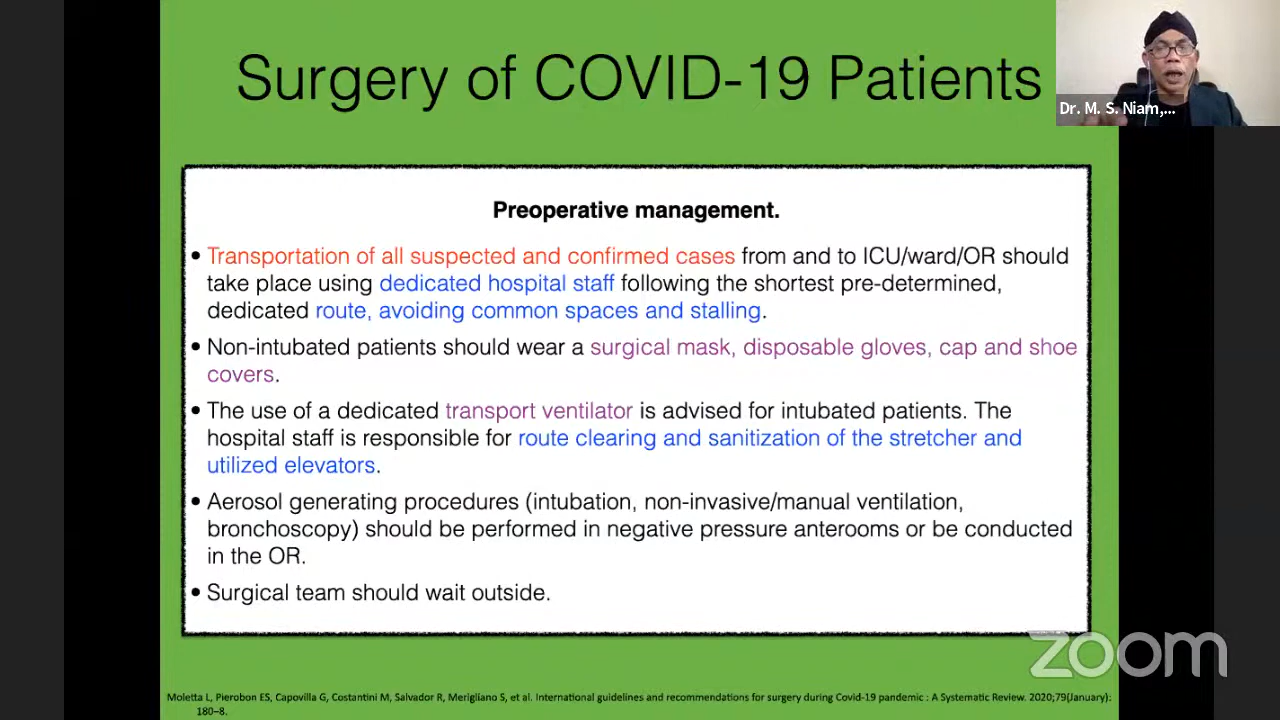 Surgery of COVID-19 Patients
Dr. M. S. Niam,...
Preoperative management.
• Transportation of all suspected and confirmed cases from and to ICU/ward/OR should
take place using dedicated hospital staff following the shortest pre-determined,
dedicated route, avoiding common spaces and stalling.
• Non-intubated patients should wear a surgical mask, disposable gloves, cap and shoe
covers.
• The use of a dedicated transport ventilator is advised for intubated patients. The
hospital staff is responsible for route clearing and sanitization of the stretcher and
utilized elevators.
• Aerosol generating procedures (intubation, non-invasive/manual ventilation,
bronchoscopy) should be performed in negative pressure anterooms or be conducted
in the OR.
• Surgical team should wait outside.
zoom
Moletta L, Pierobon ES, Capovilla G, Costantini M, Salvador R, Merigliano S, et al. International guidelines and recommendations for surgery during Covid-19 pandemic : A Systematic Review. 2020;79(January):
180–8.